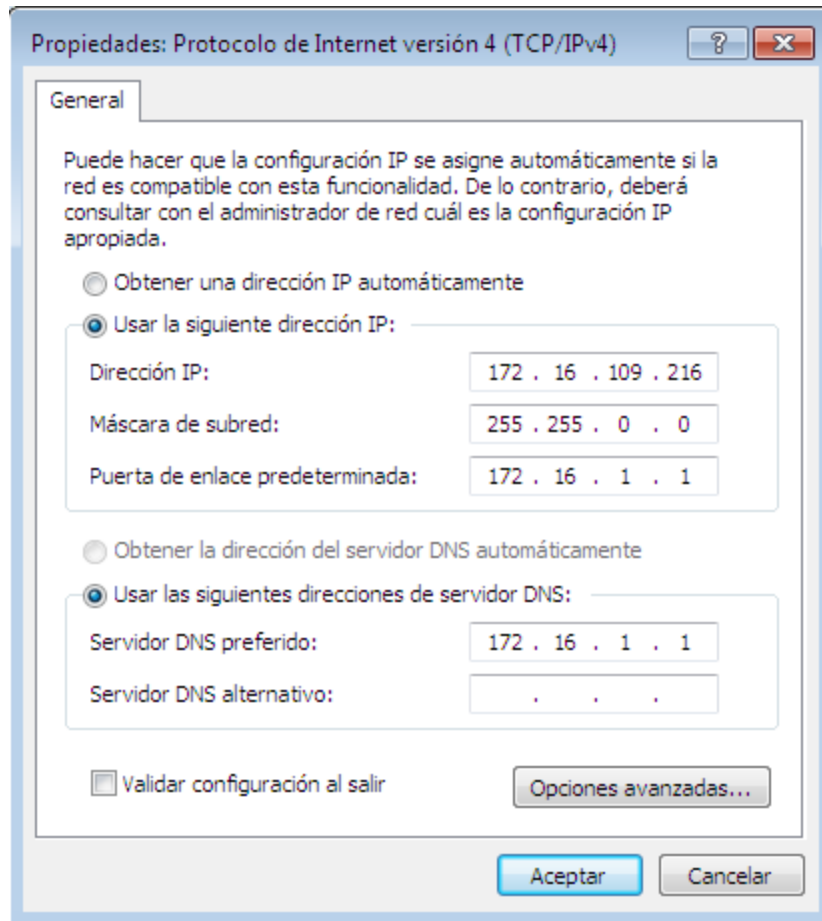 Propiedades: Protocolo de Internet versión 4 (TCP/IPv4)
General
Puede hacer que la configuración IP se asigne automáticamente si la
red es compatible con esta funcionalidad. De lo contrario, deberá
consultar con el administrador de red cuál es la configuración IP
apropiada.
Obtener una dirección IP automáticamente
Usar la siguiente dirección IP:
Dirección IP: 172 . 16 . 109 . 216
Máscara de subred: 255 . 255 . 0 . 0
Puerta de enlace predeterminada: 172 . 16 . 1 . 1
Obtener la dirección del servidor DNS automáticamente
Usar las siguientes direcciones de servidor DNS:
Servidor DNS preferido: 172 . 16 . 1 . 1
Servidor DNS alternativo: . . .
Validar configuración al salir Opciones avanzadas...
Aceptar Cancelar